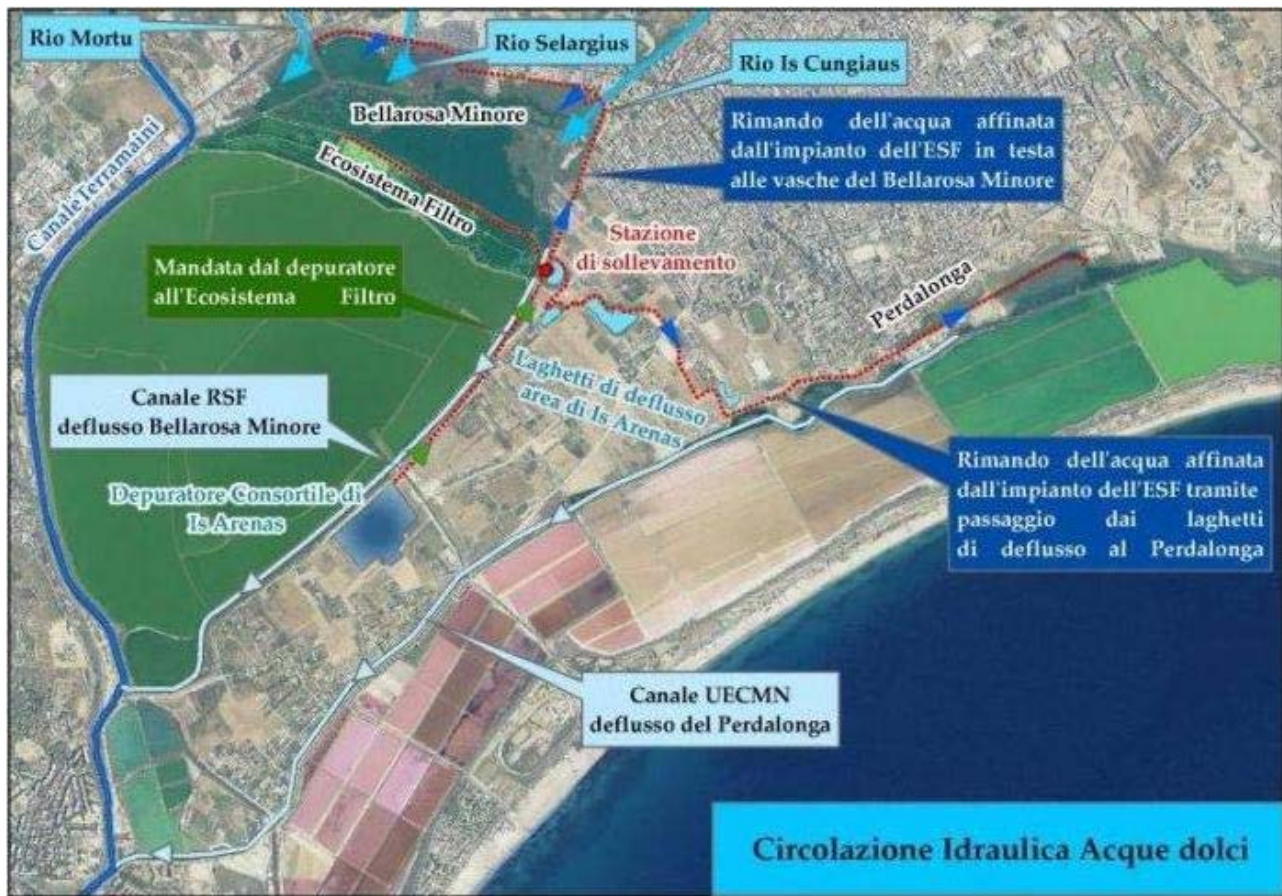 Rio Mortu
Rio Selargius
Rio Is Cungiaus
Bellarosa Minore
Rimando dell'acqua affinata
dall'impianto dell'ESF in testa
alle vasche del Bellarosa Minore
Canale Terramaini
Ecosistema Filtro
Stazione
di sollevamento
Mandata dal depuratore
all'Ecosistema Filtro
Perdalonga
Laghetti di deflusso
area di Is Arenas
Canale RSF
deflusso Bellarosa Minore
Rimando dell'acqua affinata
dall'impianto dell'ESF tramite
passaggio dai laghetti
di deflusso al Perdalonga
Depuratore Consortile di
Is Arenas
Canale UECMN
deflusso del Perdalonga
Circolazione Idraulica Acque dolci